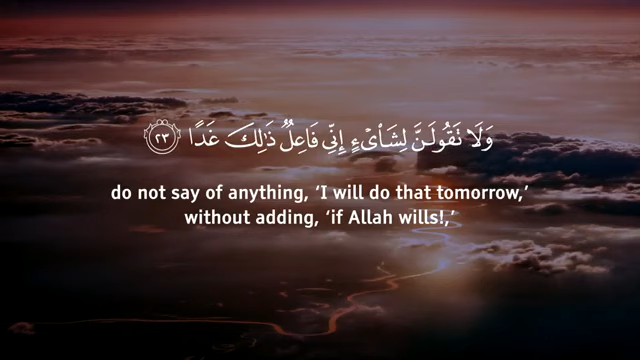 وَلَا تَقُولَنَّ لِشَا۟ىْءٍ إِنِّى فَاعِلٌۭ ذَٰلِكَ غَدًا ٢٣
do not say of anything, ‘I will do that tomorrow,’
without adding, ‘if Allah wills!,’